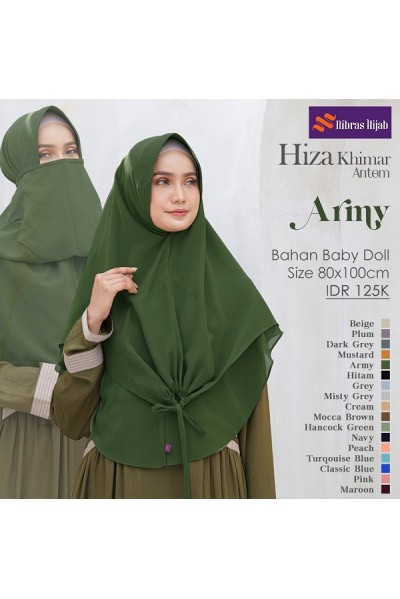 Nibras Hijab
Hiza Khimar
Antem
Army
Bahan Baby Doll
Size 80x100cm
IDR 125K
Beige
Plum
Dark Grey
Mustard
Army
Hitam
Grey
Misty Grey
Cream
Mocca Brown
Hancock Green
Navy
Peach
Turqouise Blue
Classic Blue
Pink
Maroon